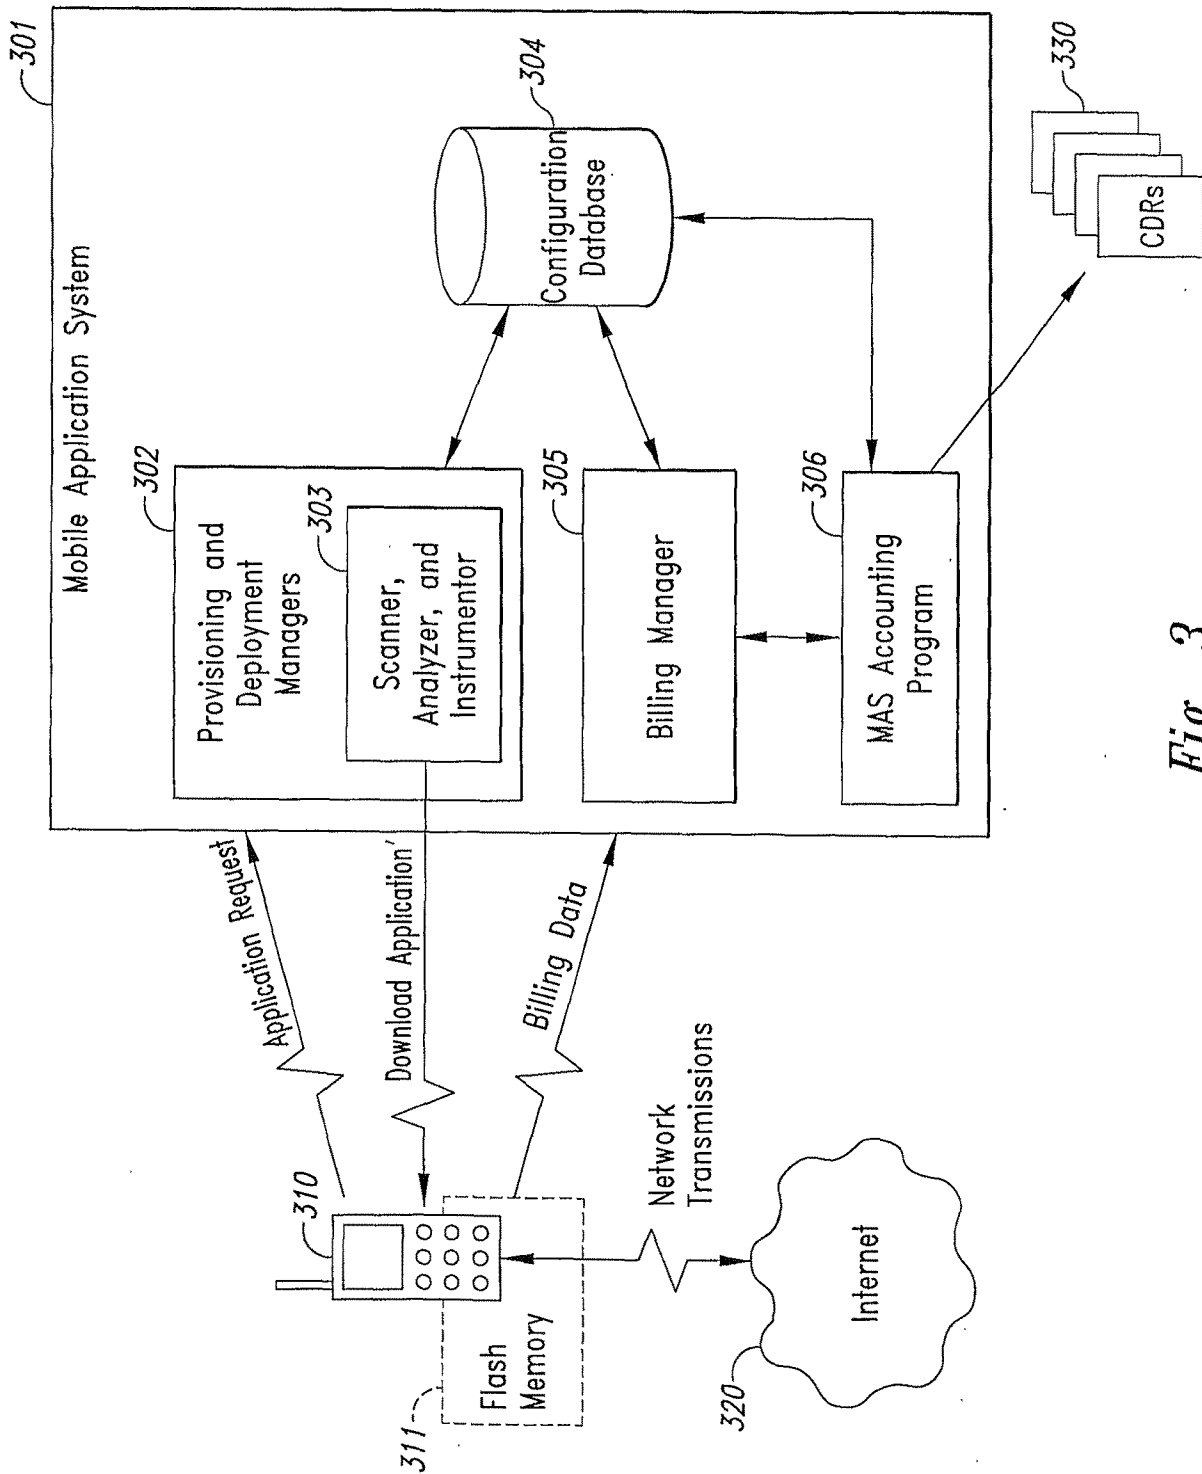 301
Mobile Application System
302
Provisioning and
Deployment
Managers
303
Scanner,
Analyzer, and
Instrumentor
304
Configuration
Database
305
Billing Manager
306
MAS Accounting
Program
330
CDRs
Application Request
Download Application'
Billing Data
310
311
Flash
Memory
Network
Transmissions
320
Internet
Fig. 3